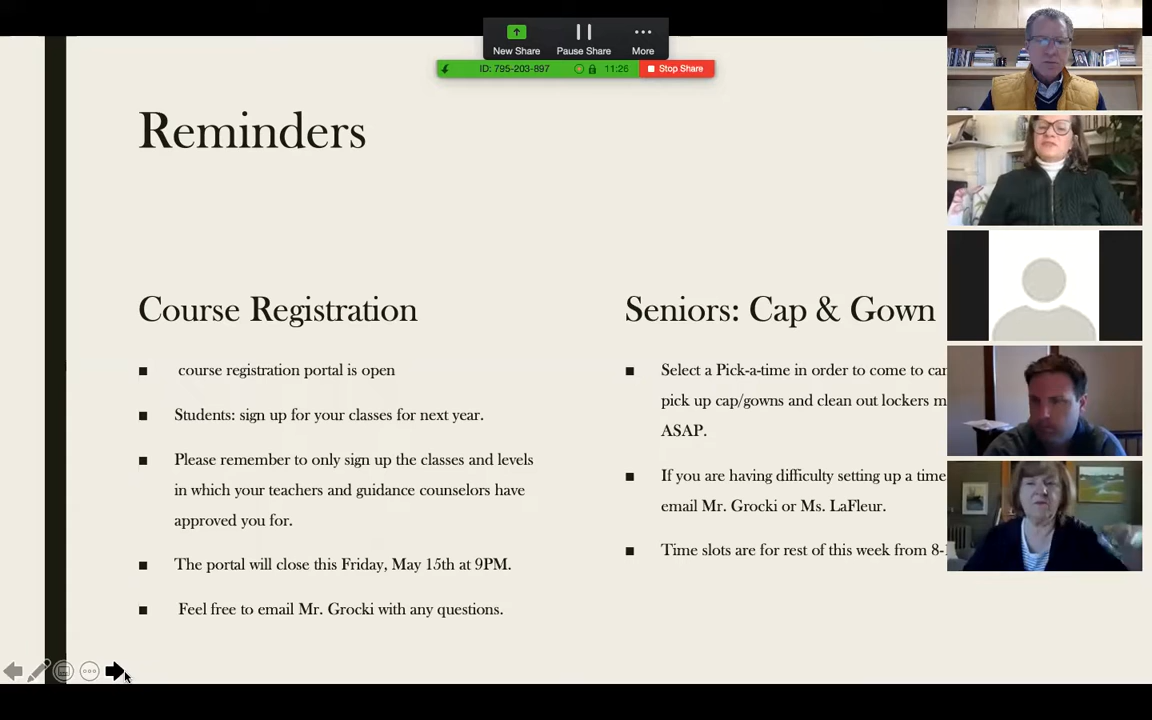 New Share Pause Share More
ID: 795-203-897 11:26 Stop Share
Reminders
Course Registration
■ course registration portal is open
■ Students: sign up for your classes for next year.
■ Please remember to only sign up the classes and levels
in which your teachers and guidance counselors have
approved you for.
■ The portal will close this Friday, May 15th at 9PM.
■ Feel free to email Mr. Grocki with any questions.
Seniors: Cap & Gown
■ Select a Pick-a-time in order to come to
pick up cap/gowns and clean out lockers
ASAP.
■ If you are having difficulty setting up a time
email Mr. Grocki or Ms. LaFleur.
■ Time slots are for rest of this week from 8-